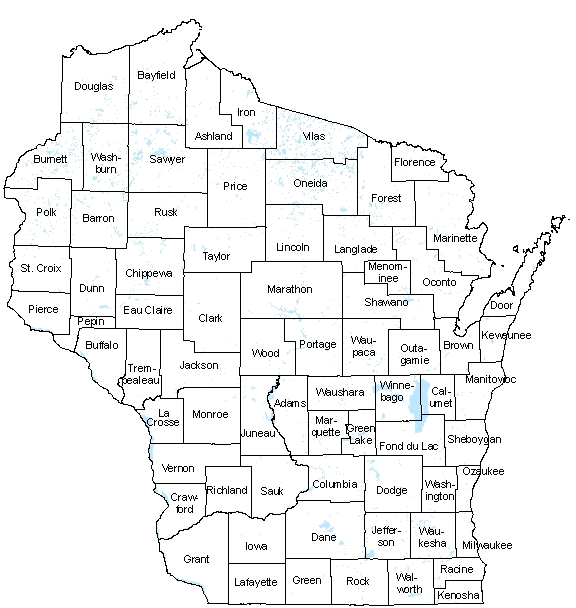 Bayfield
Douglas
Iron
Ashland
Vilas
Burnett
Wash-
burn
Sawyer
Florence
Price
Oneida
Forest
Polk
Barron
Rusk
Marinette
Lincoln
Langlade
Taylor
St. Croix
Chippewa
Menom-
inee
Oconto
Dunn
Marathon
Shawano
Door
Pierce
Eau Claire
Clark
Pepin
Kewaunee
Buffalo
Wood
Portage
Wau-
paca
Outa-
gamie
Brown
Trem-
pealeau
Jackson
Manitowoc
Waushara
Winne-
bago
Cal-
umet
Adams
La
Crosse
Monroe
Mar-
quette
Green
Lake
Juneau
Fond du Lac
Sheboygan
Vernon
Ozaukee
Craw-
ford
Richland
Sauk
Columbia
Dodge
Wash-
ington
Dane
Jeffer-
son
Wau-
kesha
Milwaukee
Iowa
Grant
Lafayette
Green
Rock
Wal-
worth
Racine
Kenosha